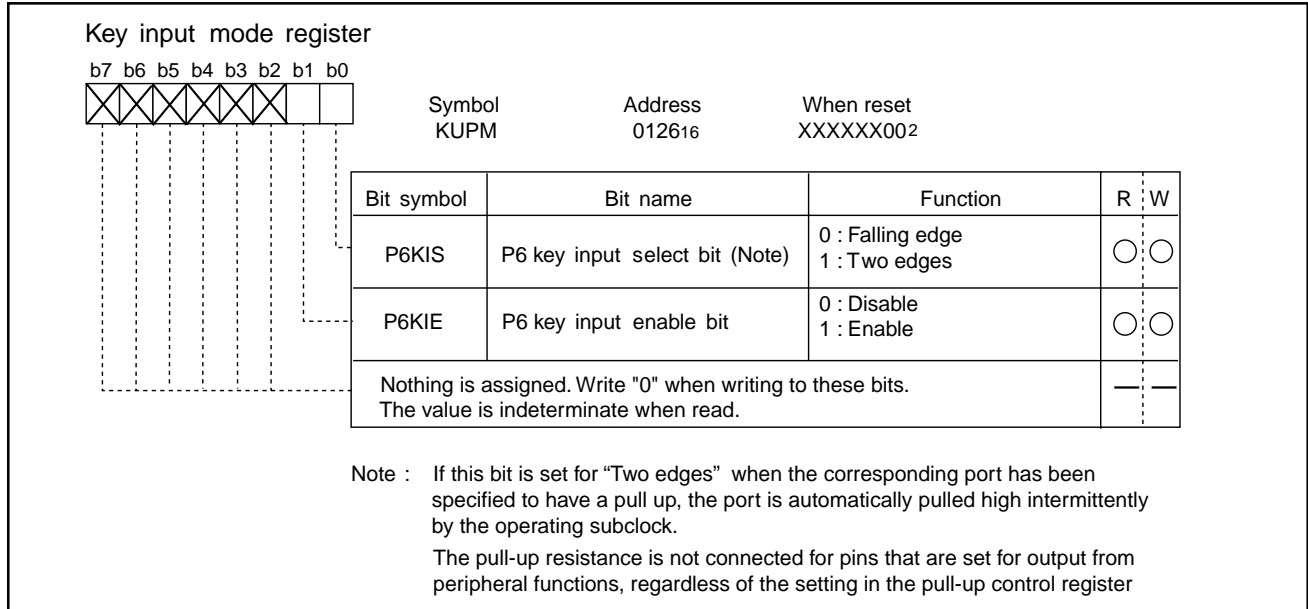 Key input mode register
b7 b6 b5 b4 b3 b2 b1 b0
Symbol Address When reset
KUPM 012616 XXXXXX002
Bit symbol Bit name Function R W
P6KIS P6 key input select bit (Note) 0 : Falling edge
1 : Two edges
P6KIE P6 key input enable bit 0 : Disable
1 : Enable
Nothing is assigned. Write "0" when writing to these bits.
The value is indeterminate when read.
Note : If this bit is set for “Two edges” when the corresponding port has been
specified to have a pull up, the port is automatically pulled high intermittently
by the operating subclock.
The pull-up resistance is not connected for pins that are set for output from
peripheral functions, regardless of the setting in the pull-up control register